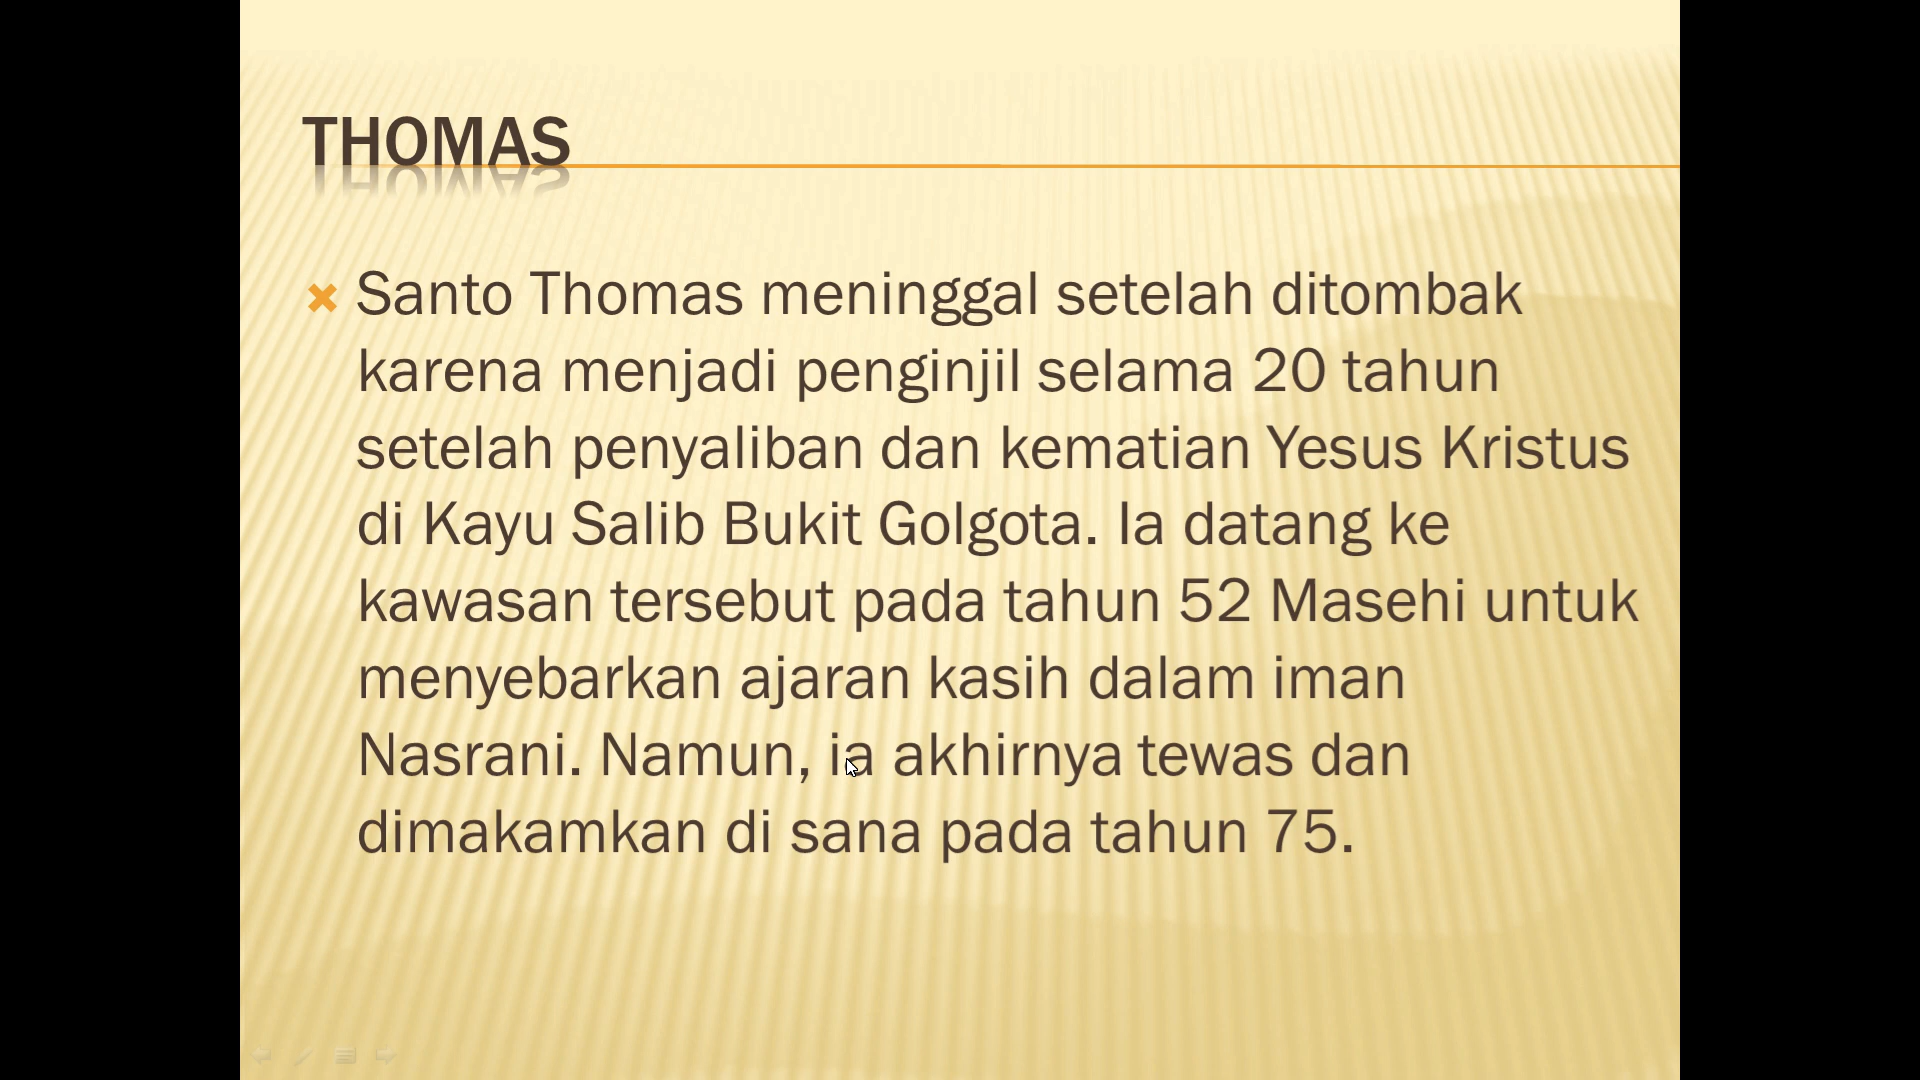 THOMAS
Santo Thomas meninggal setelah ditombak
karena menjadi penginjil selama 20 tahun
setelah penyaliban dan kematian Yesus Kristus
di Kayu Salib Bukit Golgota. Ia datang ke
kawasan tersebut pada tahun 52 Masehi untuk
menyebarkan ajaran kasih dalam iman
Nasrani. Namun, ia akhirnya tewas dan
dimakamkan di sana pada tahun 75.